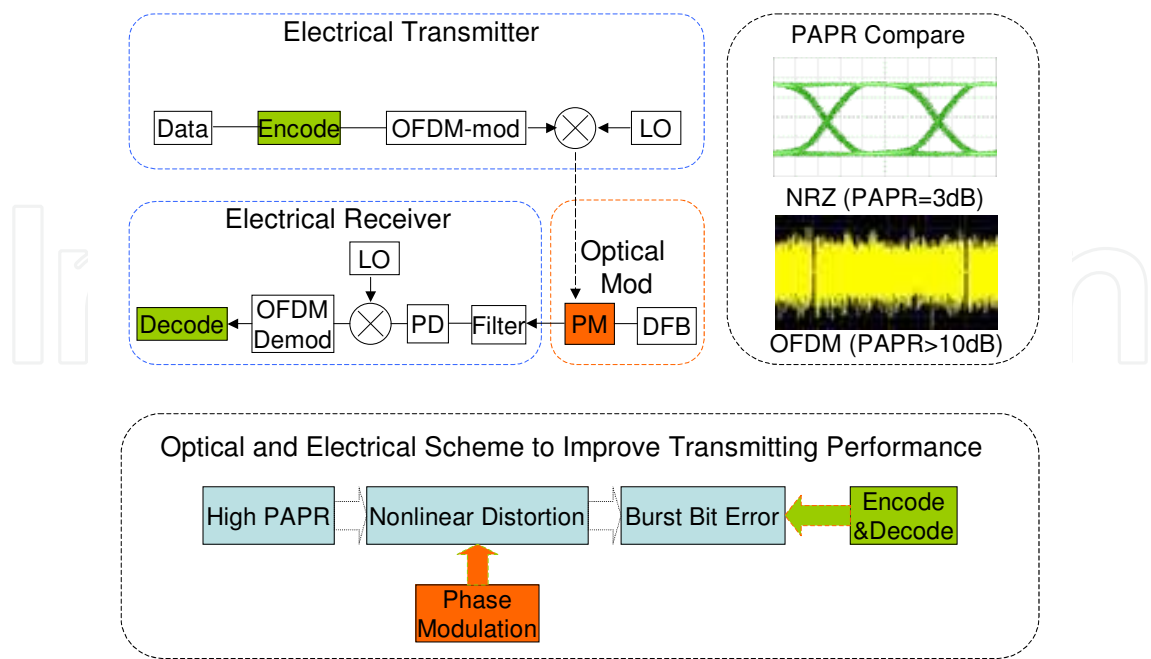 Electrical Transmitter
Data
Encode
OFDM-mod
LO
Electrical Receiver
LO
Decode
OFDM
Demod
PD
Filter
Optical
Mod
PM
DFB
PAPR Compare
NRZ (PAPR=3dB)
OFDM (PAPR>10dB)
Optical and Electrical Scheme to Improve Transmitting Performance
High PAPR
Nonlinear Distortion
Burst Bit Error
Encode
&Decode
Phase
Modulation